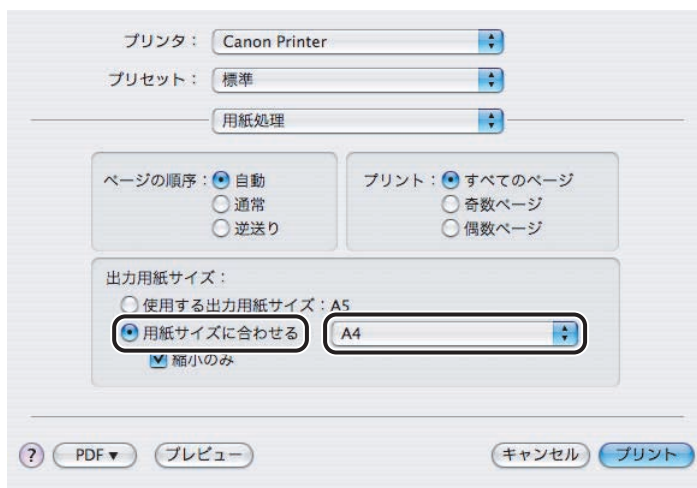 プリンタ： Canon Printer
プリセット： 標準
用紙処理
ページの順序： 自動
通常
逆送り
プリント： すべてのページ
奇数ページ
偶数ページ
出力用紙サイズ：
使用する出力用紙サイズ：A5
用紙サイズに合わせる A4
縮小のみ
? PDF▼ プレビュー キャンセル プリント